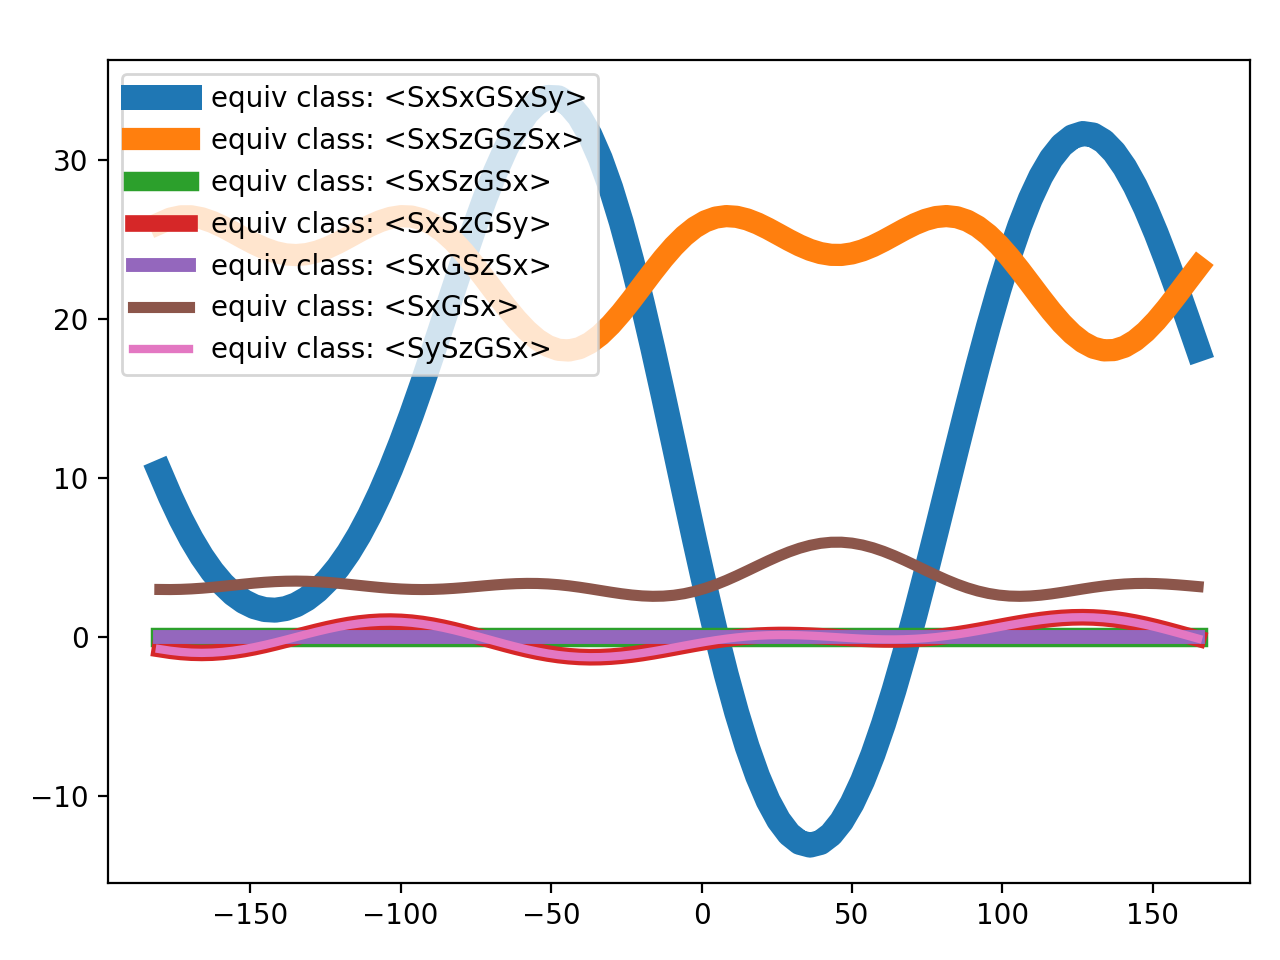 equiv class: <SxSxGSxSy>
equiv class: <SxSzGSzSx>
equiv class: <SxSzGSx>
equiv class: <SxSzGSy>
equiv class: <SxGSzSx>
equiv class: <SxGSx>
equiv class: <SySzGSx>
30
20
10
0
−10
−150 −100 −50 0 50 100 150